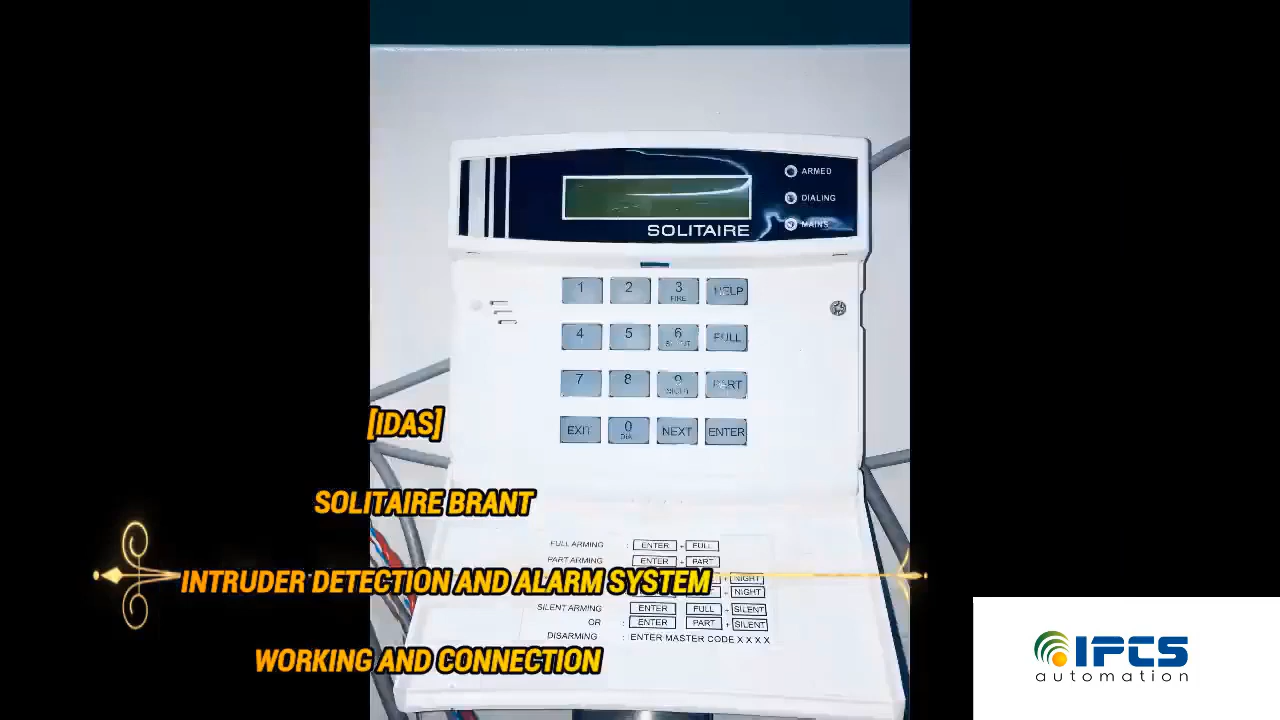 ARMED
DIALING
MAINS
SOLITAIRE
1 2 3 HELP
FIRE
4 5 6 FULL
7 8 9 PART
NIGHT
EXIT 0 NEXT ENTER
[IDAS]
SOLITAIRE BRANT
INTRUDER DETECTION AND ALARM SYSTEM
WORKING AND CONNECTION
FULL ARMING : ENTER + FULL
PART ARMING : ENTER + PART
+ NIGHT
+ NIGHT
SILENT ARMING ENTER FULL + SILENT
OR : ENTER PART + SILENT
DISARMING : ENTER MASTER CODE X X X X
IPCS
automation